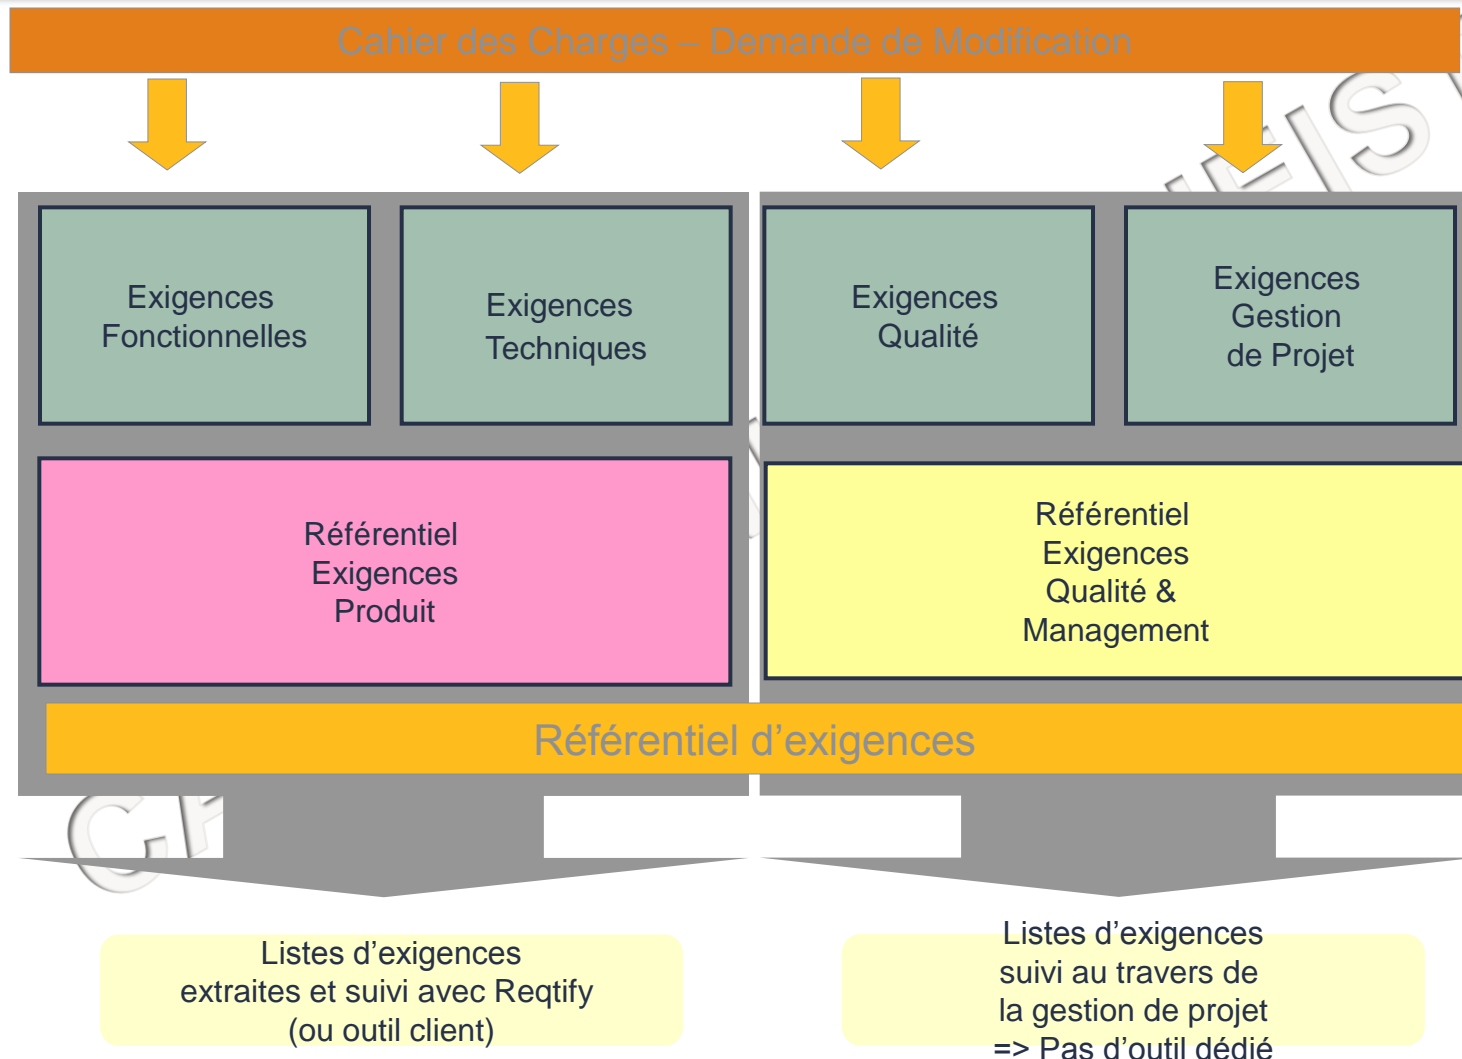 Cahier des Charges – Demande de Modification
Exigences
Fonctionnelles
Exigences
Techniques
Exigences
Qualité
Exigences
Gestion
de Projet
Référentiel
Exigences
Produit
Référentiel
Exigences
Qualité &
Management
Référentiel d’exigences
Listes d’exigences
extraites et suivi avec Reqtify
(ou outil client)
Listes d’exigences
suivi au travers de
la gestion de projet
=> Pas d’outil dédié